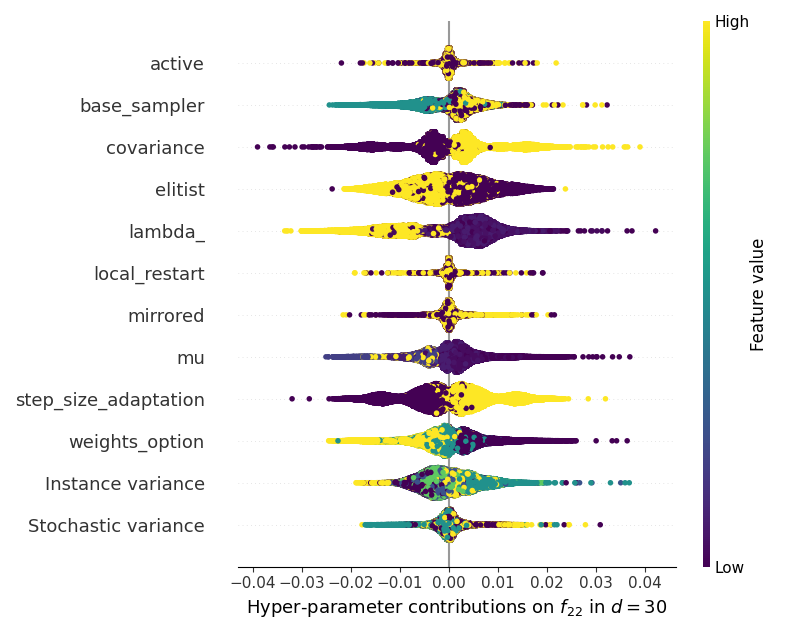 High
active
base_sampler
covariance
elitist
lambda_
local_restart
mirrored
mu
step_size_adaptation
weights_option
Instance variance
Stochastic variance
Feature value
Low
−0.04 −0.03 −0.02 −0.01 0.00 0.01 0.02 0.03 0.04
Hyper-parameter contributions on f₂₂ in d = 30